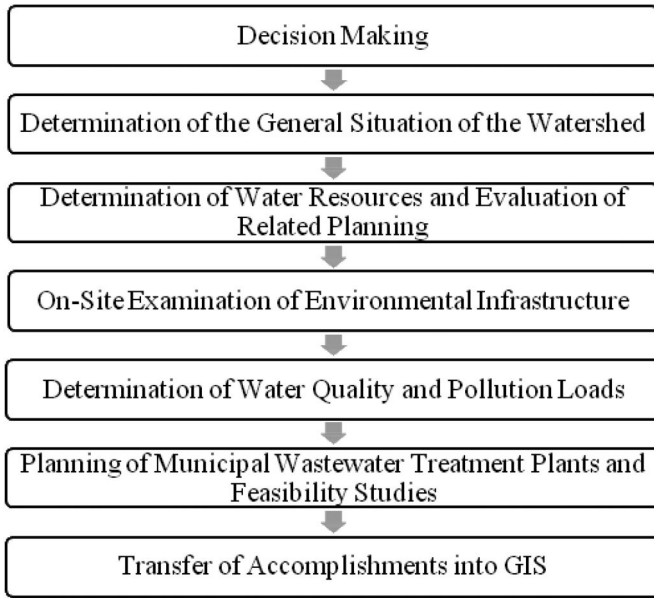 Decision Making
Determination of the General Situation of the Watershed
Determination of Water Resources and Evaluation of
Related Planning
On-Site Examination of Environmental Infrastructure
Determination of Water Quality and Pollution Loads
Planning of Municipal Wastewater Treatment Plants and
Feasibility Studies
Transfer of Accomplishments into GIS